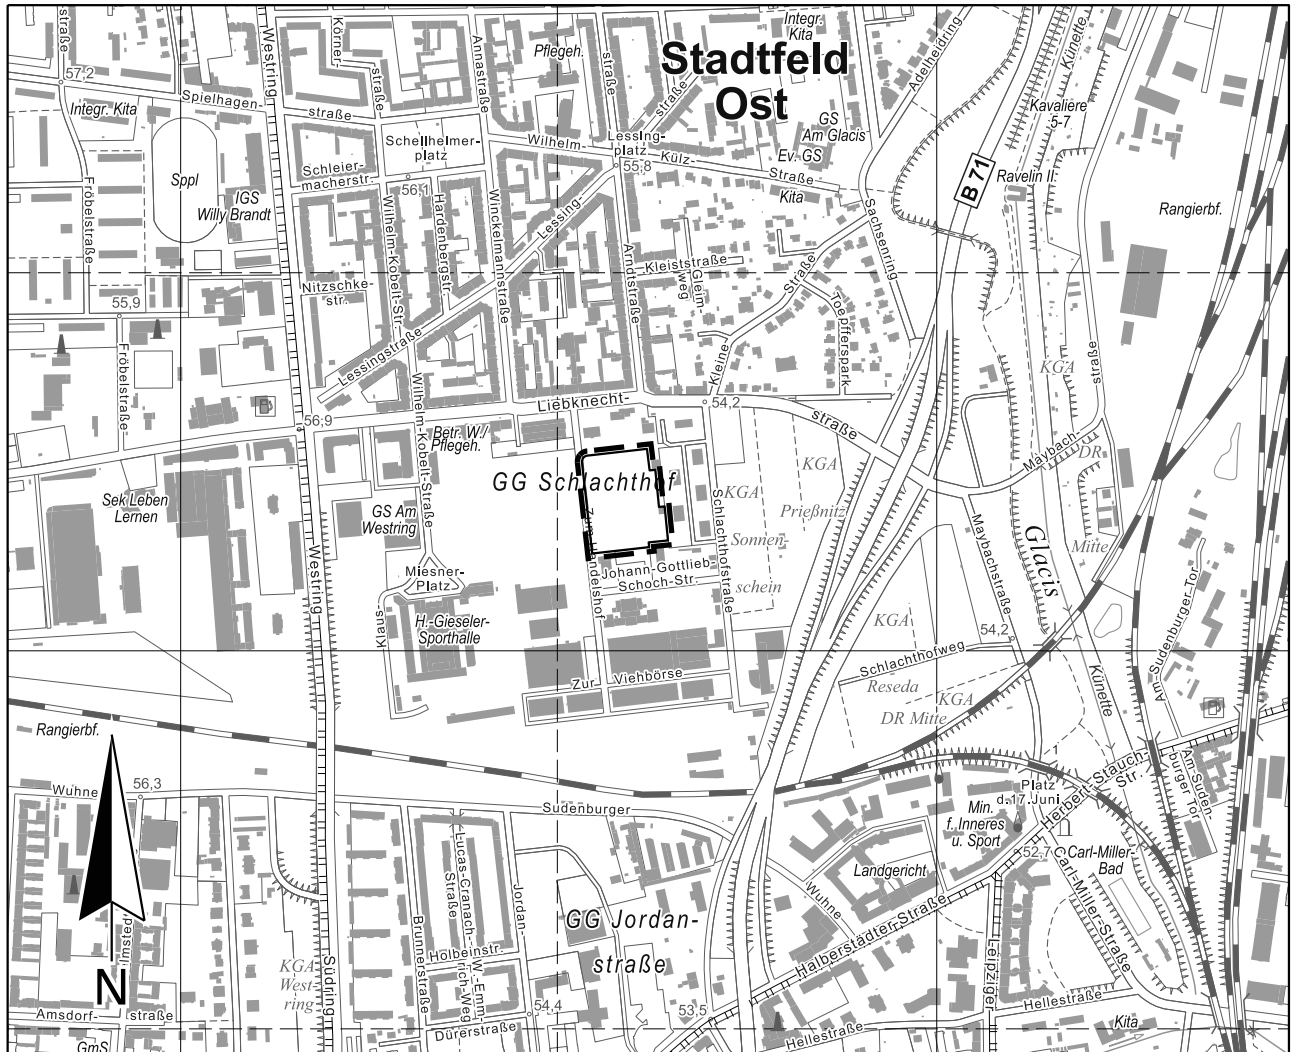 Stadtfeld
Ost
straße
57,2
Integr. Kita
Spielhagen-
straße
Westring
Körner-
straße
Annastraße
Pflegeh.
straße
straße
Integr.
Kita
Adelheidring
Künette
Kavaliere
5-7
GS
Am Glacis
Ev. GS
Kita
Lessing-
platz
55,8
Wilhelm-
Külz-
Straße
Schellheimer-
platz
56,1
Schleier-
macherstr.
Sppl
IGS
Willy Brandt
Fröbelstraße
Wilhelm-Kobelt-Str.
Hardenbergstr.
Winckelmannstraße
Lessing-
Arndtstraße
Kleiststraße
Gleim-
weg
Straße
Sachsenring
B 71
Ravelin II.
Rangierbf.
Nitzschke-
str.
55,9
Fröbelstraße
Lessingstraße
Kleine
Toepfferspark
KGA
straße
56,9
Liebknecht-
54,2
straße
Wilhelm-Kobelt-Straße
Betr. W./
Pflegeh.
Maybach-
DR
KGA
GG Schlachthof
KGA
Prießnitz
Sonnen-
schein
Sek Leben
Lernen
GS Am
Westring
Zum Handelshof
Schlachthofstraße
Maybachstraße
Glacis
Mitte
Westring
Miesner-
Platz
Klaus-
H.-Gieseler-
Sporthalle
Johann-Gottlieb-
Schoch-Str.
KGA
54,2
Schlachthofweg
Am-Sudenburger-Tor
Zur Viehbörse
Reseda
KGA
DR Mitte
Künette
Rangierbf.
Wuhne
56,3
Sudenburger
Platz
d.17.Juni
Herbert-Stauch-
Str.
Am-Suden-
burger Tor
Min.
f. Inneres
u. Sport
52,7
Carl-Miller-
Bad
Landgericht
Carl-Miller-Straße
Lucas-Cranach-
Straße
Jordan-
Brunnerstraße
Holbeinstr.
GG Jordan-
straße
Wuhne
Halberstädter Straße
Leipziger
Imsted
N
KGA
West-
ring
Südring
W.-Emm-
rich-Weg
54,4
Dürerstraße
53,5
Hellestraße
Hellestraße
Kita
Amsdorf-
straße
GmS